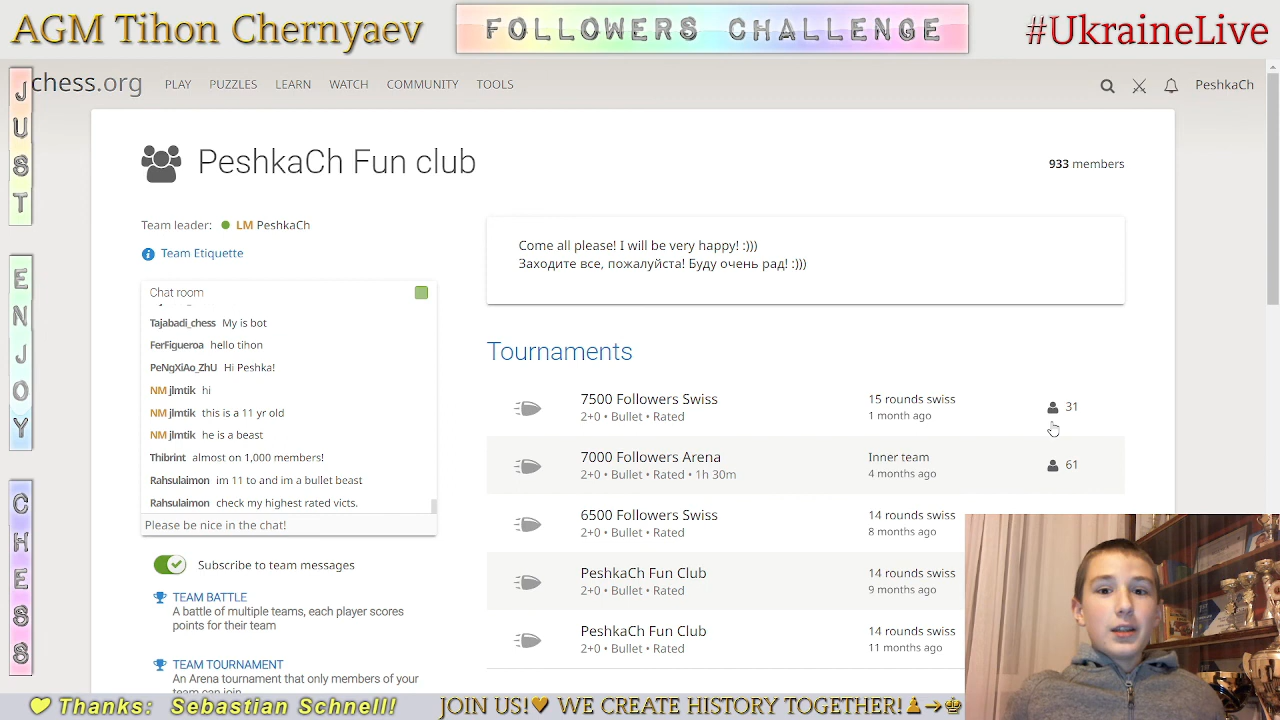 AGM Tihon Chernyaev
FOLLOWERS CHALLENGE
#UkraineLive
JUST
ENJOY
CHESS
chess.org
PLAY PUZZLES LEARN WATCH COMMUNITY TOOLS
PeshkaCh
PeshkaCh Fun club
933 members
Team leader: LM PeshkaCh
Team Etiquette
Come all please! I will be very happy! :)))
Заходите все, пожалуйста! Буду очень рад! :)))
Chat room
Tajabadi_chess My is bot
FerFigueroa hello tihon
PeNgXiAo_ZhU Hi Peshka!
NM jlmtik hi
NM jlmtik this is a 11 yr old
NM jlmtik he is a beast
Thibrint almost on 1,000 members!
Rahsulaimon im 11 to and im a bullet beast
Rahsulaimon check my highest rated victs.
Please be nice in the chat!
Subscribe to team messages
TEAM BATTLE
A battle of multiple teams, each player scores
points for their team
TEAM TOURNAMENT
An Arena tournament that only members of your
team can join
Tournaments
7500 Followers Swiss
2+0 • Bullet • Rated
15 rounds swiss
1 month ago
31
7000 Followers Arena
2+0 • Bullet • Rated • 1h 30m
Inner team
4 months ago
61
6500 Followers Swiss
2+0 • Bullet • Rated
14 rounds swiss
8 months ago
PeshkaCh Fun Club
2+0 • Bullet • Rated
14 rounds swiss
9 months ago
PeshkaCh Fun Club
2+0 • Bullet • Rated
14 rounds swiss
11 months ago
Thanks: Sebastian Schnell!
JOIN US!♥ WE CREATE HISTORY TOGETHER!♟→♚